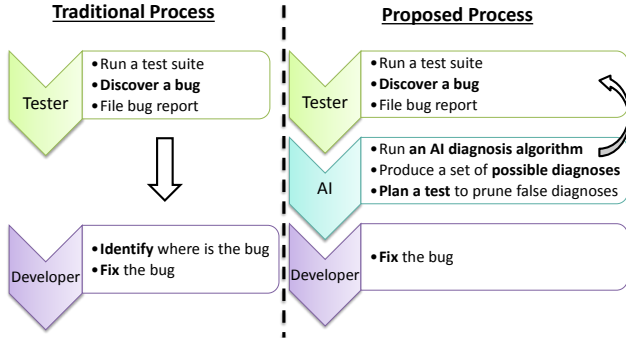 Traditional Process
Tester
•Run a test suite
•Discover a bug
•File bug report
Developer
•Identify where is the bug
•Fix the bug
Proposed Process
Tester
•Run a test suite
•Discover a bug
•File bug report
AI
•Run an AI diagnosis algorithm
•Produce a set of possible diagnoses
•Plan a test to prune false diagnoses
Developer
•Fix the bug